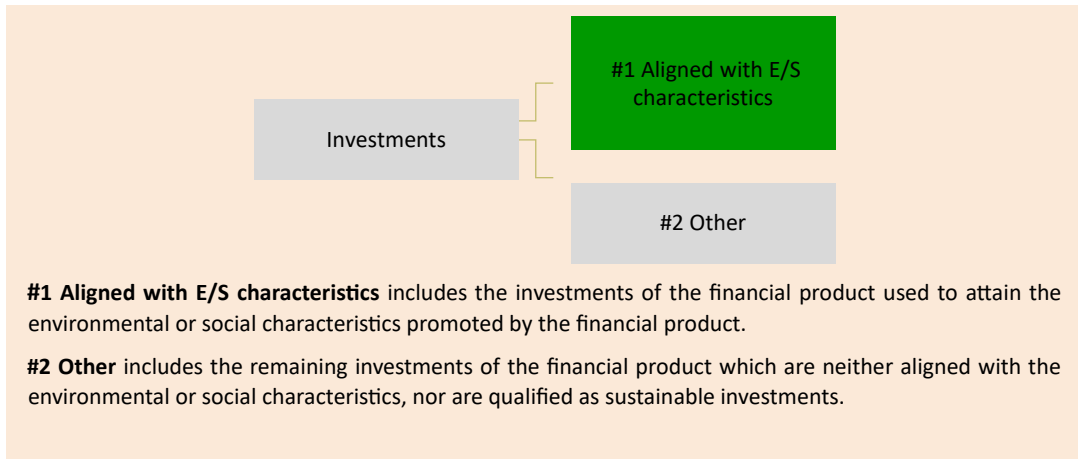 #1 Aligned with E/S
characteristics
Investments
#2 Other
#1 Aligned with E/S characteristics includes the investments of the financial product used to attain the
environmental or social characteristics promoted by the financial product.
#2 Other includes the remaining investments of the financial product which are neither aligned with the
environmental or social characteristics, nor are qualified as sustainable investments.